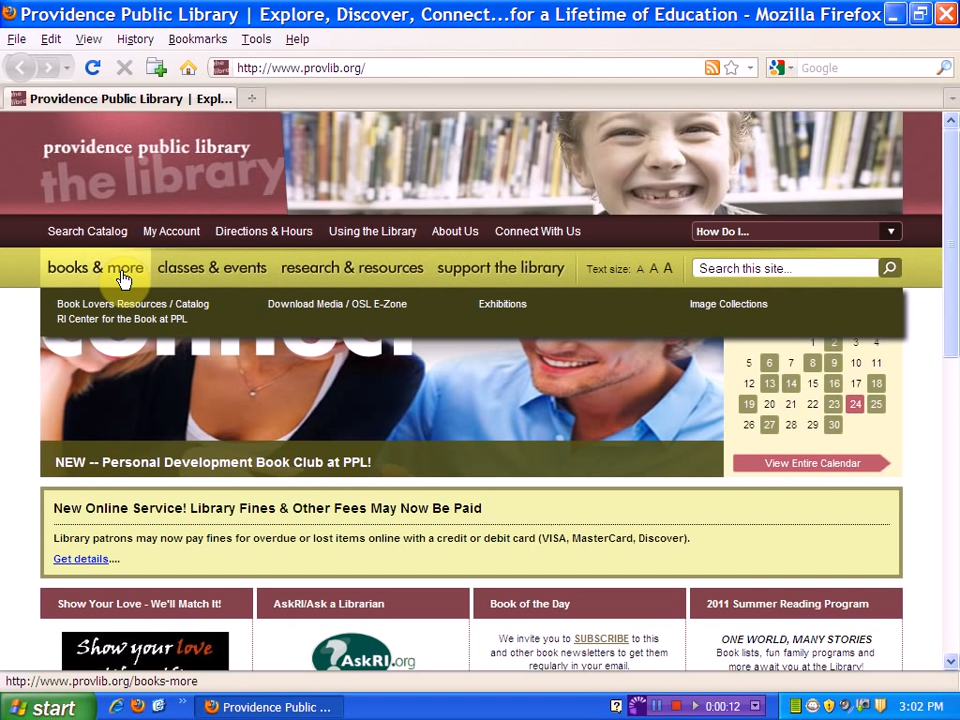 Providence Public Library | Explore, Discover, Connect...for a Lifetime of Education - Mozilla Firefox
File Edit View History Bookmarks Tools Help
http://www.provlib.org/
Google
Providence Public Library | Expl...
providence public library
the library
Search Catalog My Account Directions & Hours Using the Library About Us Connect With Us
How Do I...
books & more classes & events research & resources support the library
Text size: A A A
Search this site...
Book Lovers Resources / Catalog Download Media / OSL E-Zone Exhibitions Image Collections
RI Center for the Book at PPL
connect
1 2 3 4
5 6 7 8 9 10 11
12 13 14 15 16 17 18
19 20 21 22 23 24 25
26 27 28 29 30
View Entire Calendar
NEW -- Personal Development Book Club at PPL!
New Online Service! Library Fines & Other Fees May Now Be Paid
Library patrons may now pay fines for overdue or lost items online with a credit or debit card (VISA, MasterCard, Discover).
Get details....
Show Your Love - We'll Match It! AskRI/Ask a Librarian Book of the Day 2011 Summer Reading Program
Show your love
?AskRI.org
We invite you to SUBSCRIBE to this
and other book newsletters to get them
regularly in your email.
ONE WORLD, MANY STORIES
Book lists, fun family programs and
more await you at the Library!
http://www.provlib.org/books-more
start
Providence Public ...
0:00:12
3:02 PM